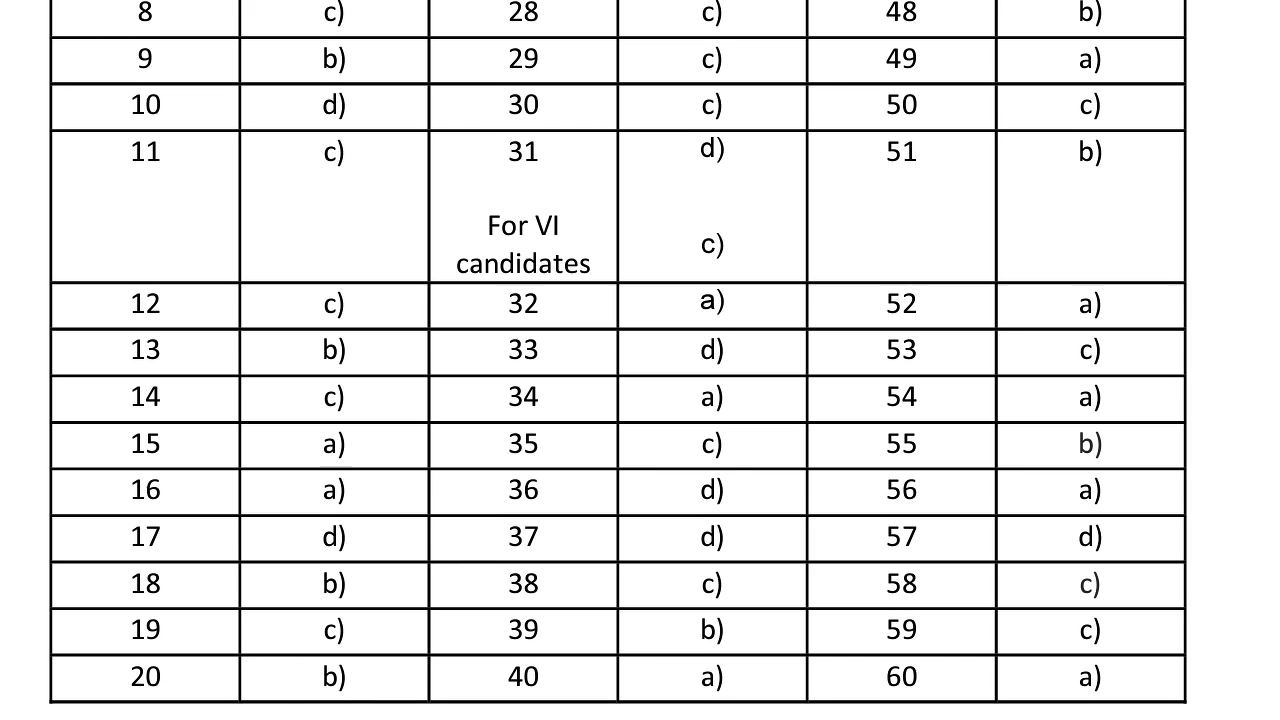 8 c) 28 c) 48 b)
9 b) 29 c) 49 a)
10 d) 30 c) 50 c)
11 c) 31 d) 51 b)
For VI
candidates c)
12 c) 32 a) 52 a)
13 b) 33 d) 53 c)
14 c) 34 a) 54 a)
15 a) 35 c) 55 b)
16 a) 36 d) 56 a)
17 d) 37 d) 57 d)
18 b) 38 c) 58 c)
19 c) 39 b) 59 c)
20 b) 40 a) 60 a)